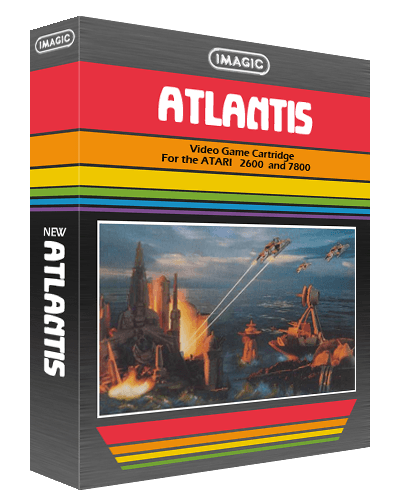 IMAGIC
IMAGIC
ATLANTIS
Video Game Cartridge
For the ATARI 2600 and 7800
NEW
ATLANTIS